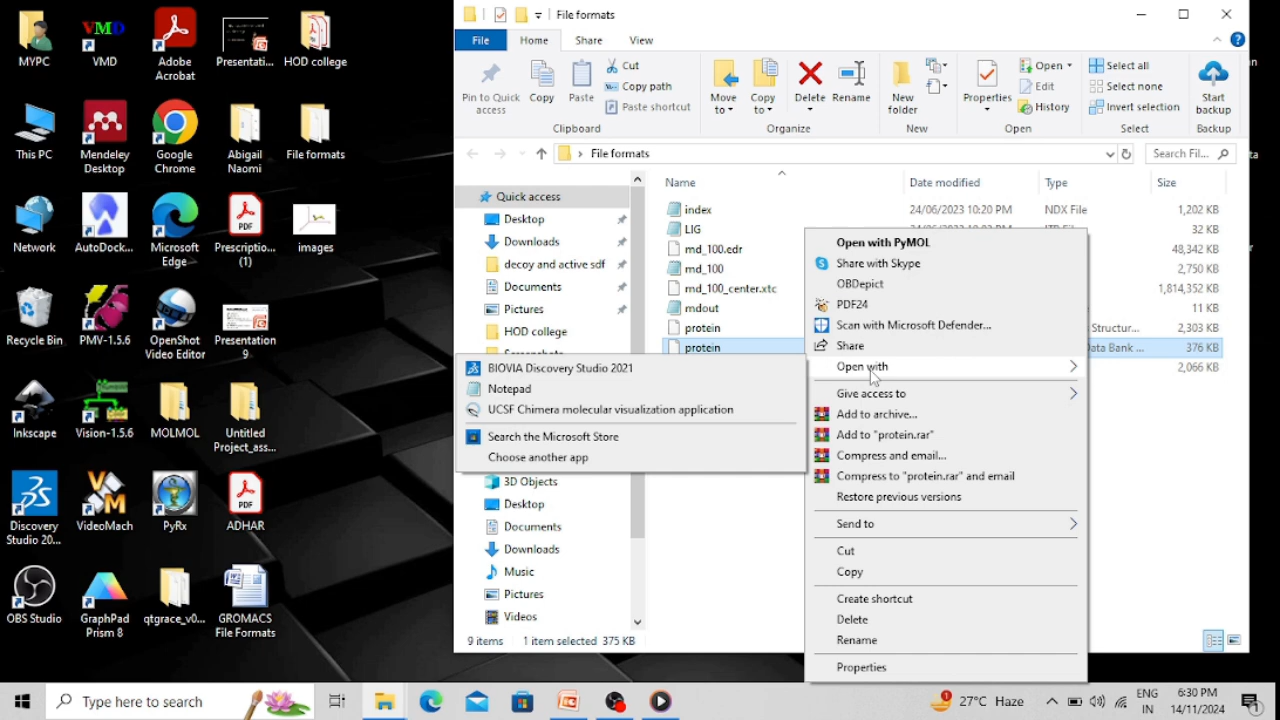 MYPC
VMD
VMD
Adobe
Acrobat
Presentati...
HOD college
This PC
Mendeley
Desktop
Google
Chrome
Abigail
Naomi
File formats
Network
AutoDock...
Microsoft
Edge
PDF
Prescriptio...
(1)
images
Recycle Bin
PMV-1.5.6
OpenShot
Video Editor
Presentation
9
Inkscape
Vision-1.5.6
MOLMOL
Untitled
Project_ass...
Discovery
Studio 20...
VideoMach
PyRx
PDF
ADHAR
OBS Studio
GraphPad
Prism 8
qtgrace_v0...
GROMACS
File Formats
File formats
File
Home
Share
View
Pin to Quick
access
Copy
Paste
Cut
Copy path
Paste shortcut
Clipboard
Move
to
Copy
to
Delete
Rename
Organize
New
folder
New
Properties
Open
Edit
History
Open
Select all
Select none
Invert selection
Select
Start
backup
Backup
File formats
Search Fil...
Name
Date modified
Type
Size
Quick access
Desktop
Downloads
decoy and active sdf
Documents
Pictures
HOD college
3D Objects
Desktop
Documents
Downloads
Music
Pictures
Videos
index 24/06/2023 10:20 PM NDX File 1,202 KB
LIG 32 KB
md_100.edr 48,342 KB
md_100 2,750 KB
md_100_center.xtc 1,814,352 KB
mdout 11 KB
protein Structur... 2,303 KB
protein Data Bank ... 376 KB
2,066 KB
Open with PyMOL
Share with Skype
OBDepict
PDF24
Scan with Microsoft Defender...
Share
Open with
Give access to
Add to archive...
Add to "protein.rar"
Compress and email...
Compress to "protein.rar" and email
Restore previous versions
Send to
Cut
Copy
Create shortcut
Delete
Rename
Properties
BIOVIA Discovery Studio 2021
Notepad
UCSF Chimera molecular visualization application
Search the Microsoft Store
Choose another app
9 items 1 item selected 375 KB
Type here to search
27°C Haze
ENG
IN
6:30 PM
14/11/2024
1